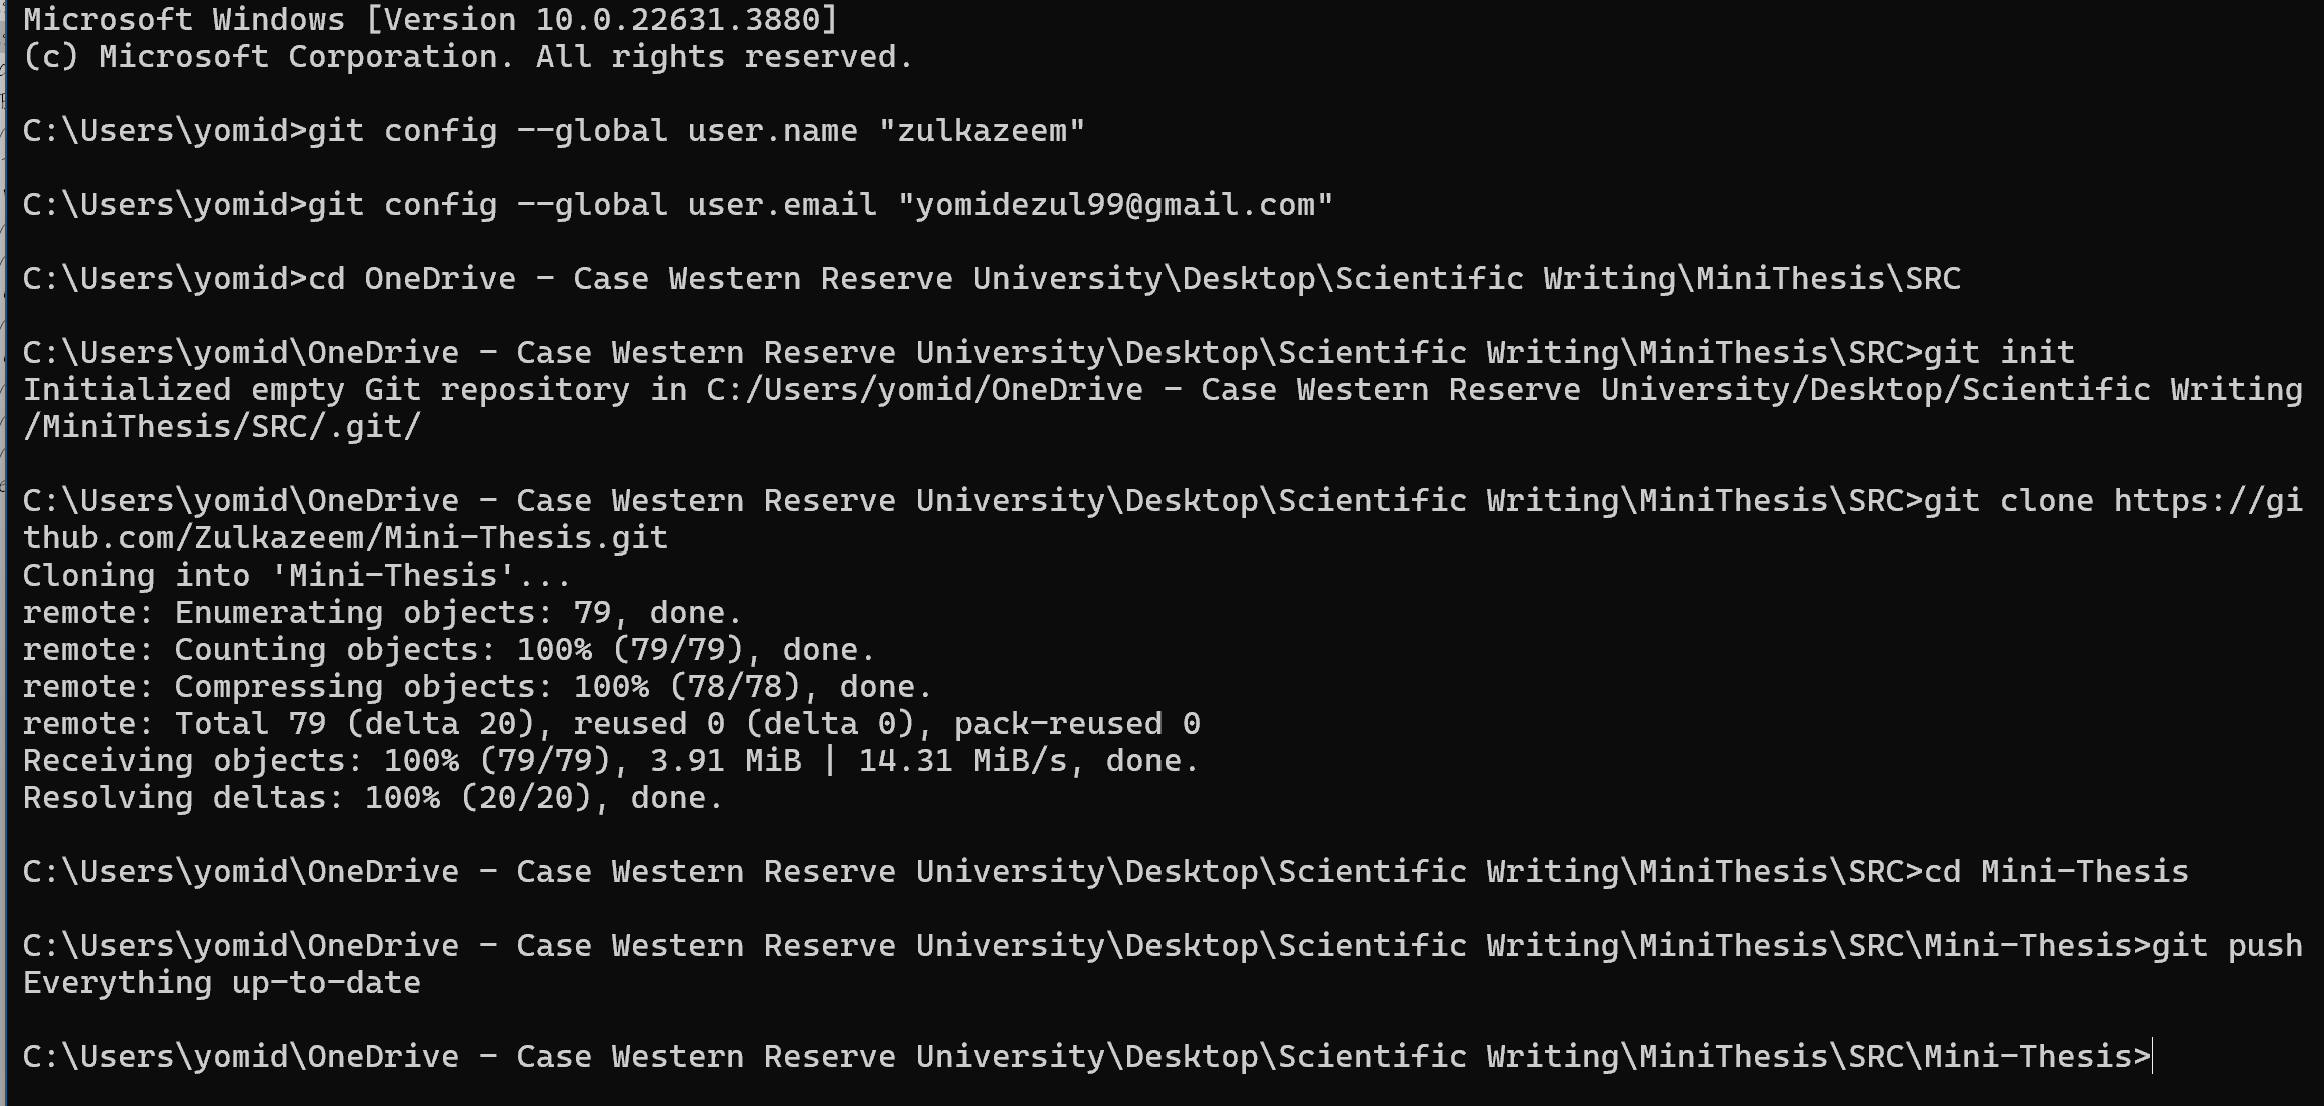 Microsoft Windows [Version 10.0.22631.3880]
(c) Microsoft Corporation. All rights reserved.
C:\Users\yomid>git config --global user.name "zulkazeem"
C:\Users\yomid>git config --global user.email "yomidezul99@gmail.com"
C:\Users\yomid>cd OneDrive - Case Western Reserve University\Desktop\Scientific Writing\MiniThesis\SRC
C:\Users\yomid\OneDrive - Case Western Reserve University\Desktop\Scientific Writing\MiniThesis\SRC>git init
Initialized empty Git repository in C:/Users/yomid/OneDrive - Case Western Reserve University/Desktop/Scientific Writing
/MiniThesis/SRC/.git/
C:\Users\yomid\OneDrive - Case Western Reserve University\Desktop\Scientific Writing\MiniThesis\SRC>git clone https://gi
thub.com/Zulkazeem/Mini-Thesis.git
Cloning into 'Mini-Thesis'...
remote: Enumerating objects: 79, done.
remote: Counting objects: 100% (79/79), done.
remote: Compressing objects: 100% (78/78), done.
remote: Total 79 (delta 20), reused 0 (delta 0), pack-reused 0
Receiving objects: 100% (79/79), 3.91 MiB | 14.31 MiB/s, done.
Resolving deltas: 100% (20/20), done.
C:\Users\yomid\OneDrive - Case Western Reserve University\Desktop\Scientific Writing\MiniThesis\SRC>cd Mini-Thesis
C:\Users\yomid\OneDrive - Case Western Reserve University\Desktop\Scientific Writing\MiniThesis\SRC\Mini-Thesis>git push
Everything up-to-date
C:\Users\yomid\OneDrive - Case Western Reserve University\Desktop\Scientific Writing\MiniThesis\SRC\Mini-Thesis>